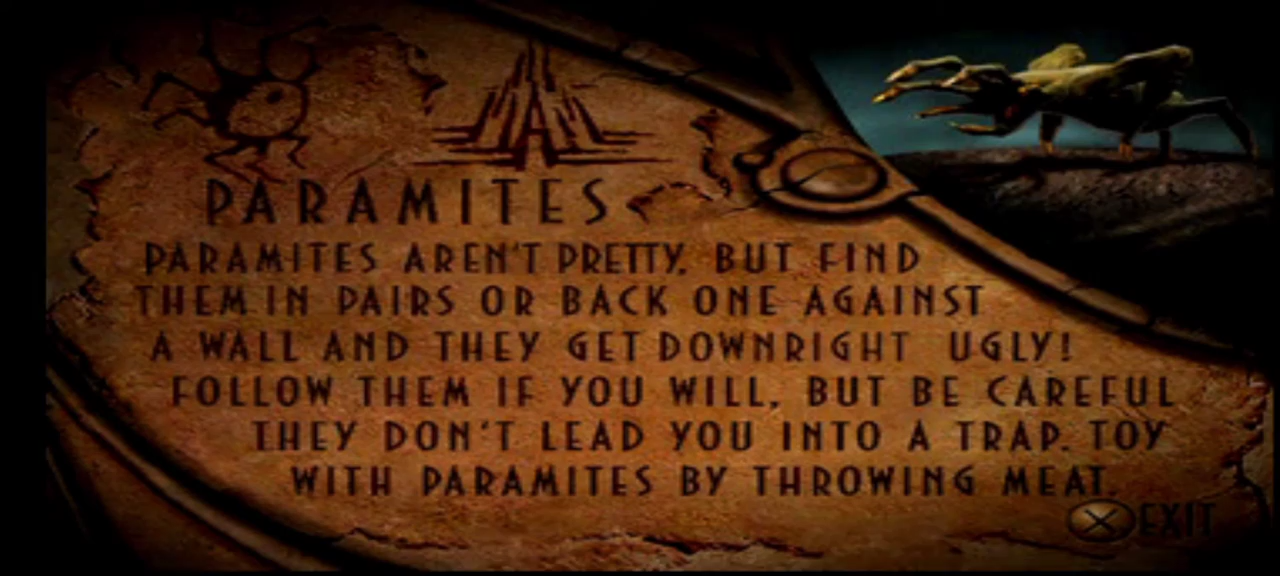 PARAMITES
PARAMITES AREN'T PRETTY, BUT FIND
THEM IN PAIRS OR BACK ONE AGAINST
A WALL AND THEY GET DOWNRIGHT UGLY!
FOLLOW THEM IF YOU WILL, BUT BE CAREFUL
THEY DON'T LEAD YOU INTO A TRAP. TOY
WITH PARAMITES BY THROWING MEAT.
EXIT